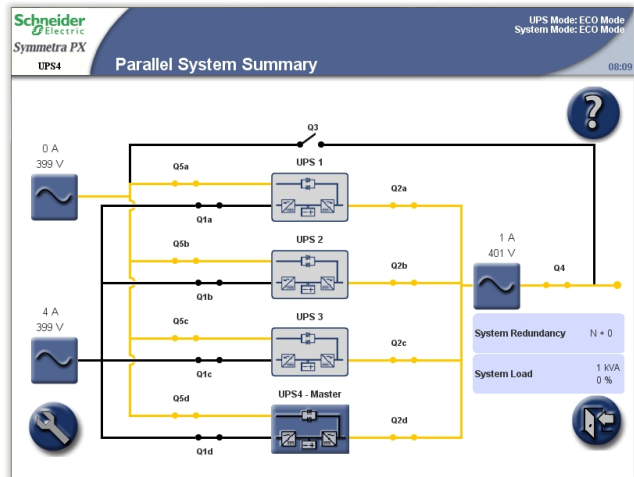 Schneider
Electric
Symmetra PX
UPS4
Parallel System Summary
UPS Mode: ECO Mode
System Mode: ECO Mode
08:09
?
Q3
0 A
399 V
Q5a
UPS 1
Q2a
Q1a
Q5b
UPS 2
Q2b
Q1b
1 A
401 V
Q4
4 A
399 V
Q5c
UPS 3
Q2c
Q1c
System Redundancy N + 0
System Load 1 kVA
0 %
Q5d
UPS4 - Master
Q2d
Q1d